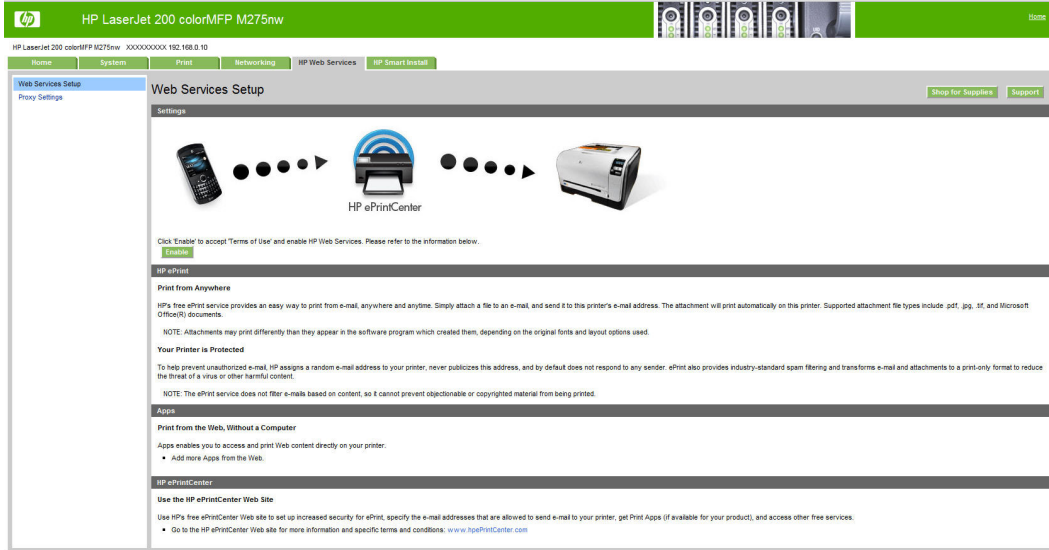 hp HP LaserJet 200 colorMFP M275nw Home
HP LaserJet 200 colorMFP M275nw XXXXXXXXX 192.168.0.10
Home System Print Networking HP Web Services HP Smart Install
Web Services Setup
Proxy Settings
Web Services Setup
Shop for Supplies Support
Settings
HP ePrintCenter
Click 'Enable' to accept 'Terms of Use' and enable HP Web Services. Please refer to the information below.
Enable
HP ePrint
Print from Anywhere
HP's free ePrint service provides an easy way to print from e-mail, anywhere and anytime. Simply attach a file to an e-mail, and send it to this printer's e-mail address. The attachment will print automatically on this printer. Supported attachment file types include .pdf, .jpg, .tif, and Microsoft
Office(R) documents.
NOTE: Attachments may print differently than they appear in the software program which created them, depending on the original fonts and layout options used.
Your Printer is Protected
To help prevent unauthorized e-mail, HP assigns a random e-mail address to your printer, never publicizes this address, and by default does not respond to any sender. ePrint also provides industry-standard spam filtering and transforms e-mail and attachments to a print-only format to reduce
the threat of a virus or other harmful content.
NOTE: The ePrint service does not filter e-mails based on content, so it cannot prevent objectionable or copyrighted material from being printed.
Apps
Print from the Web, Without a Computer
Apps enables you to access and print Web content directly on your printer.
▪ Add more Apps from the Web.
HP ePrintCenter
Use the HP ePrintCenter Web Site
Use HP's free ePrintCenter Web site to set up increased security for ePrint, specify the e-mail addresses that are allowed to send e-mail to your printer, get Print Apps (if available for your product), and access other free services.
▪ Go to the HP ePrintCenter Web site for more information and specific terms and conditions: www.hpePrintCenter.com